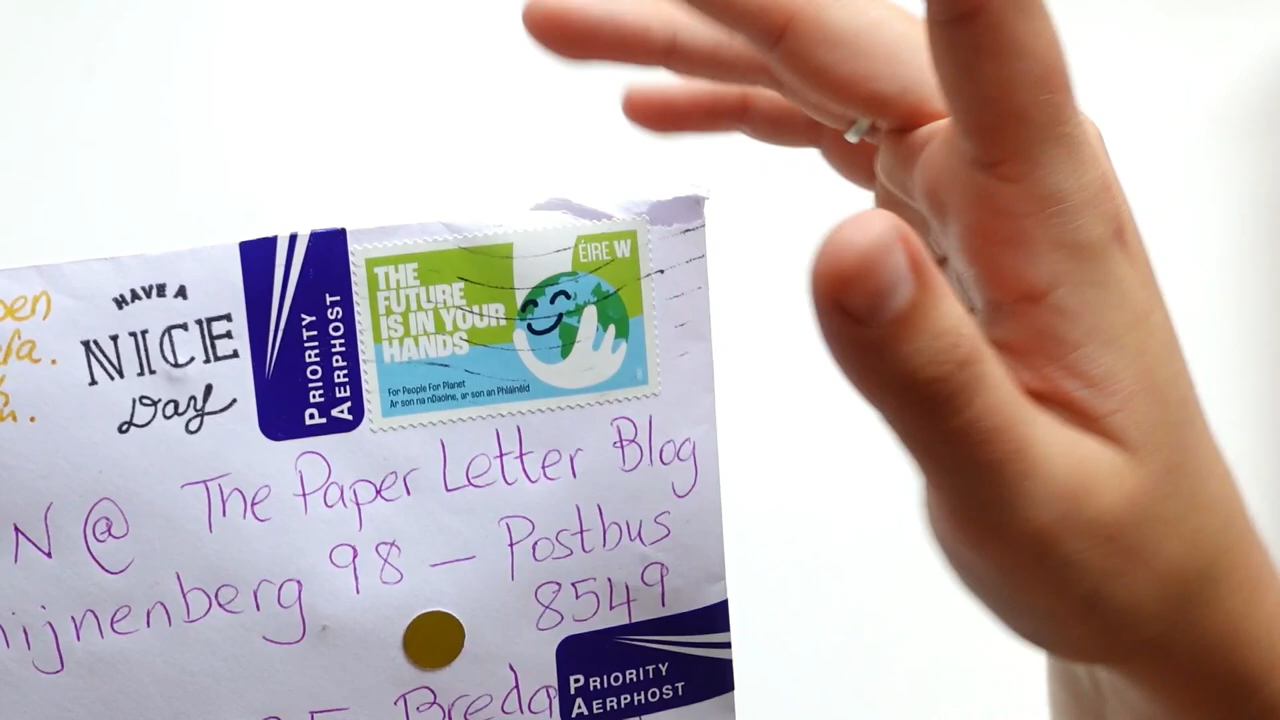 HAVE A
NICE
Day
PRIORITY
AERPHOST
ÉIRE W
THE
FUTURE
IS IN YOUR
HANDS
For People For Planet
Ar son na nDaoine, ar son an Phláinéid
N @ The Paper Letter Blog
98 – Postbus
8549
Breda
PRIORITY
AERPHOST